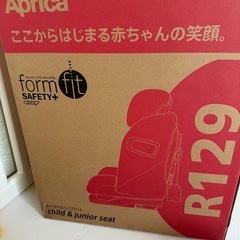 Aprica
ここからはじまる赤ちゃんの笑顔。
form fit
SAFETY+
R129
child & junior seat